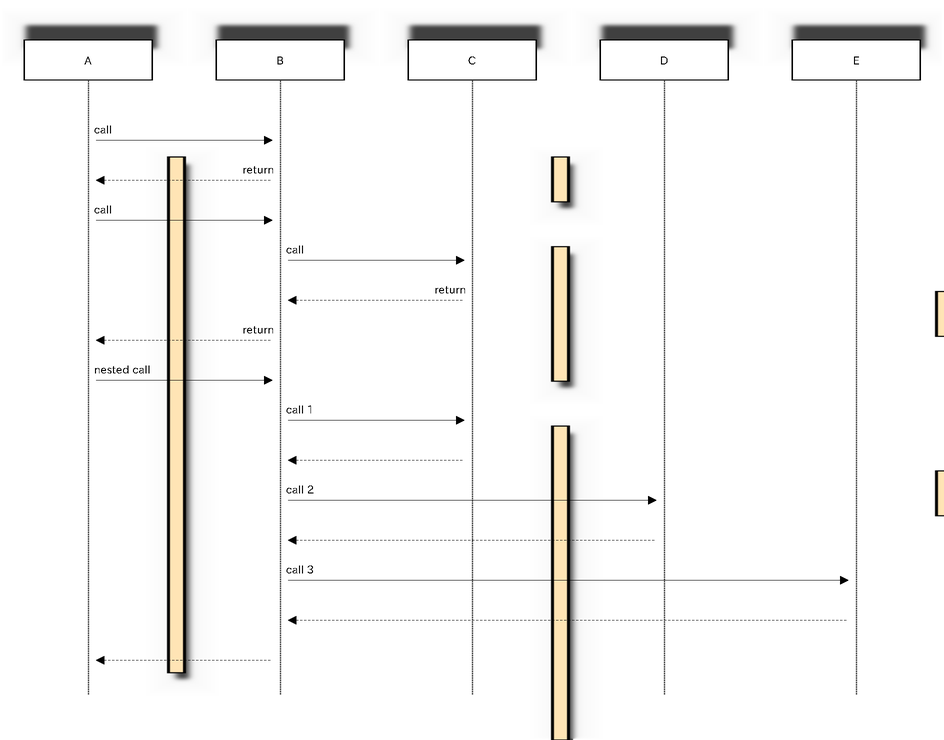 A
B
C
D
E
call
return
call
call
return
return
nested call
call 1
call 2
call 3